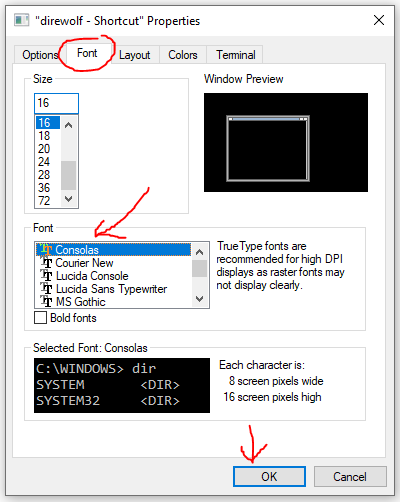 "direwolf - Shortcut" Properties
Options
Font
Layout
Colors
Terminal
Size
Window Preview
16
16
18
20
24
28
36
72
Font
Consolas
Courier New
Lucida Console
Lucida Sans Typewriter
MS Gothic
Bold fonts
TrueType fonts are
recommended for high DPI
displays as raster fonts may
not display clearly.
Selected Font: Consolas
C:\WINDOWS> dir
SYSTEM <DIR>
SYSTEM32 <DIR>
Each character is:
8 screen pixels wide
16 screen pixels high
OK
Cancel